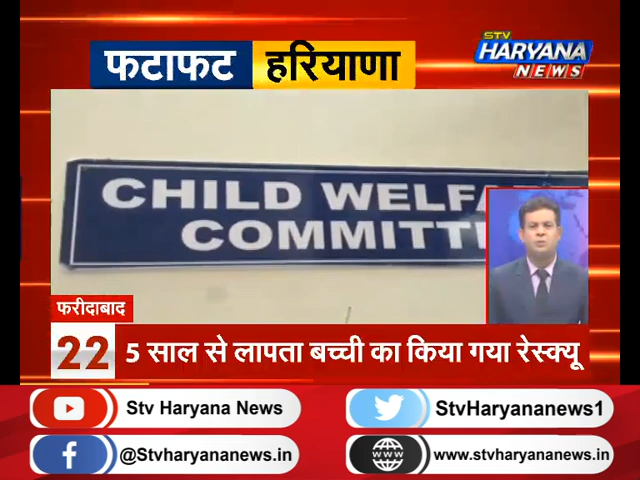 फटाफट हरियाणा
STV
HARYANA
NEWS
CHILD WELFA
COMMITT
फरीदाबाद
22
5 साल से लापता बच्ची का किया गया रेस्क्यू
Stv Haryana News
StvHaryananews1
@Stvharyananews.in
www.stvharyananews.in